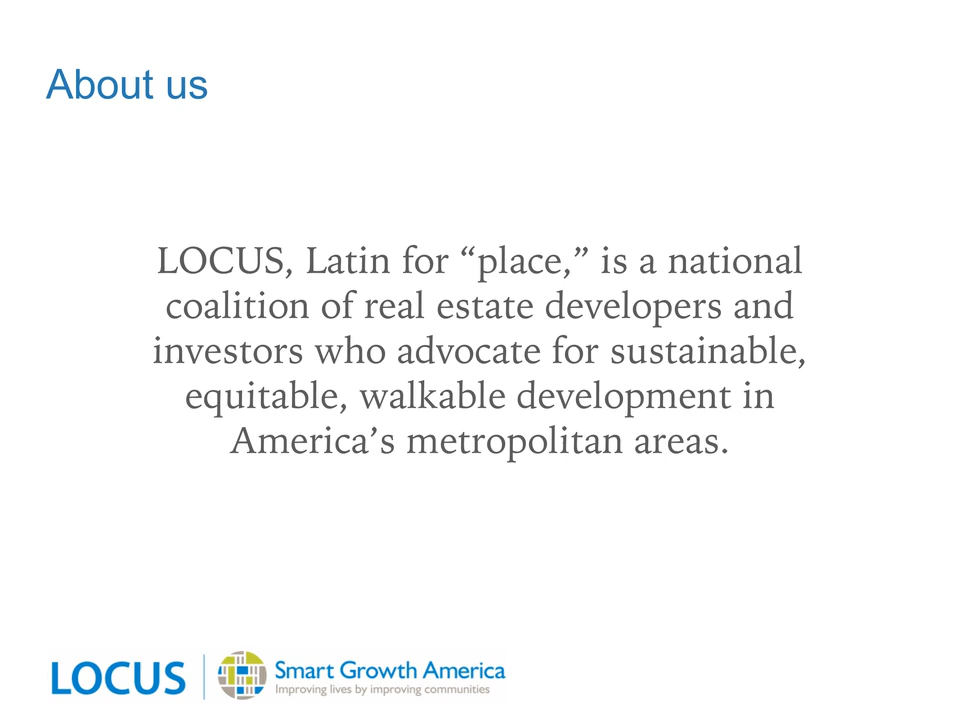 About us
LOCUS, Latin for “place,” is a national
coalition of real estate developers and
investors who advocate for sustainable,
equitable, walkable development in
America’s metropolitan areas.
LOCUS
Smart Growth America
Improving lives by improving communities